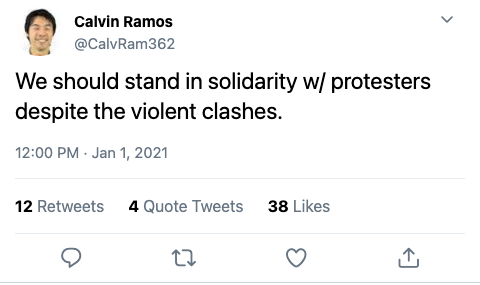 Calvin Ramos
@CalvRam362
We should stand in solidarity w/ protesters
despite the violent clashes.
12:00 PM · Jan 1, 2021
12 Retweets 4 Quote Tweets 38 Likes